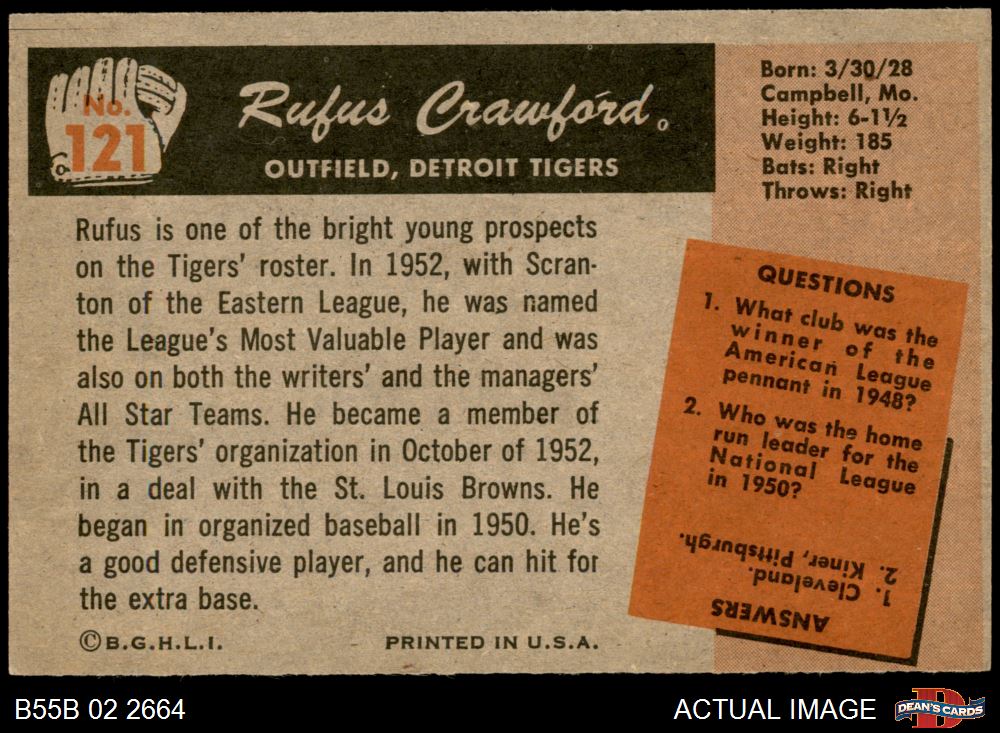 No.
121
Rufus Crawford
OUTFIELD, DETROIT TIGERS
Born: 3/30/28
Campbell, Mo.
Height: 6-1½
Weight: 185
Bats: Right
Throws: Right
Rufus is one of the bright young prospects
on the Tigers' roster. In 1952, with Scran-
ton of the Eastern League, he was named
the League's Most Valuable Player and was
also on both the writers' and the managers'
All Star Teams. He became a member of
the Tigers' organization in October of 1952,
in a deal with the St. Louis Browns. He
began in organized baseball in 1950. He's
a good defensive player, and he can hit for
the extra base.
©B.G.H.L.I.
PRINTED IN U.S.A.
QUESTIONS
1. What club was the
winner of the
American League
pennant in 1948?
2. Who was the home
run leader for the
National League
in 1950?
ANSWERS
1. Cleveland.
2. Kiner, Pittsburgh.
B55B 02 2664
ACTUAL IMAGE
D
DEAN'S CARDS